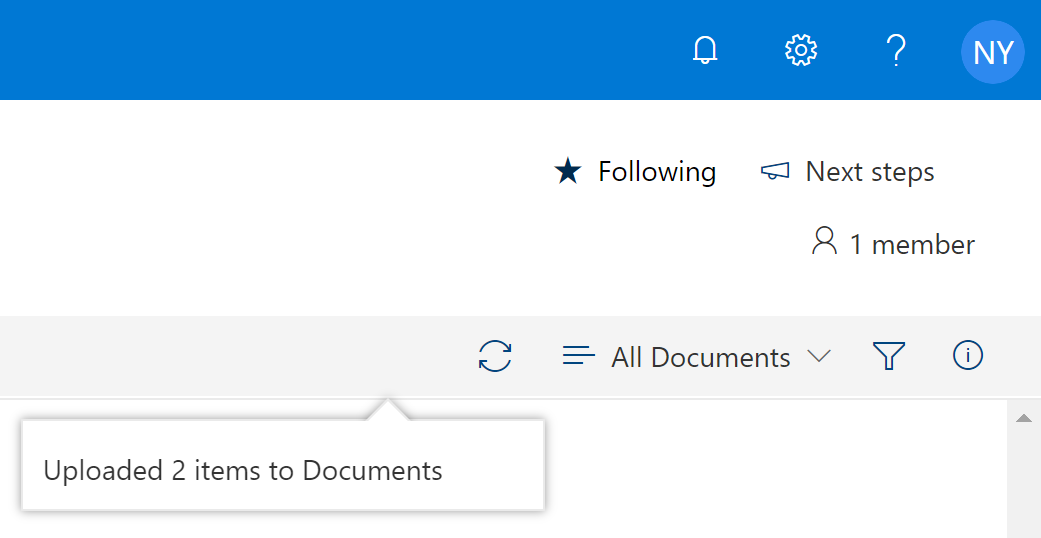 NY
Following
Next steps
1 member
All Documents
Uploaded 2 items to Documents